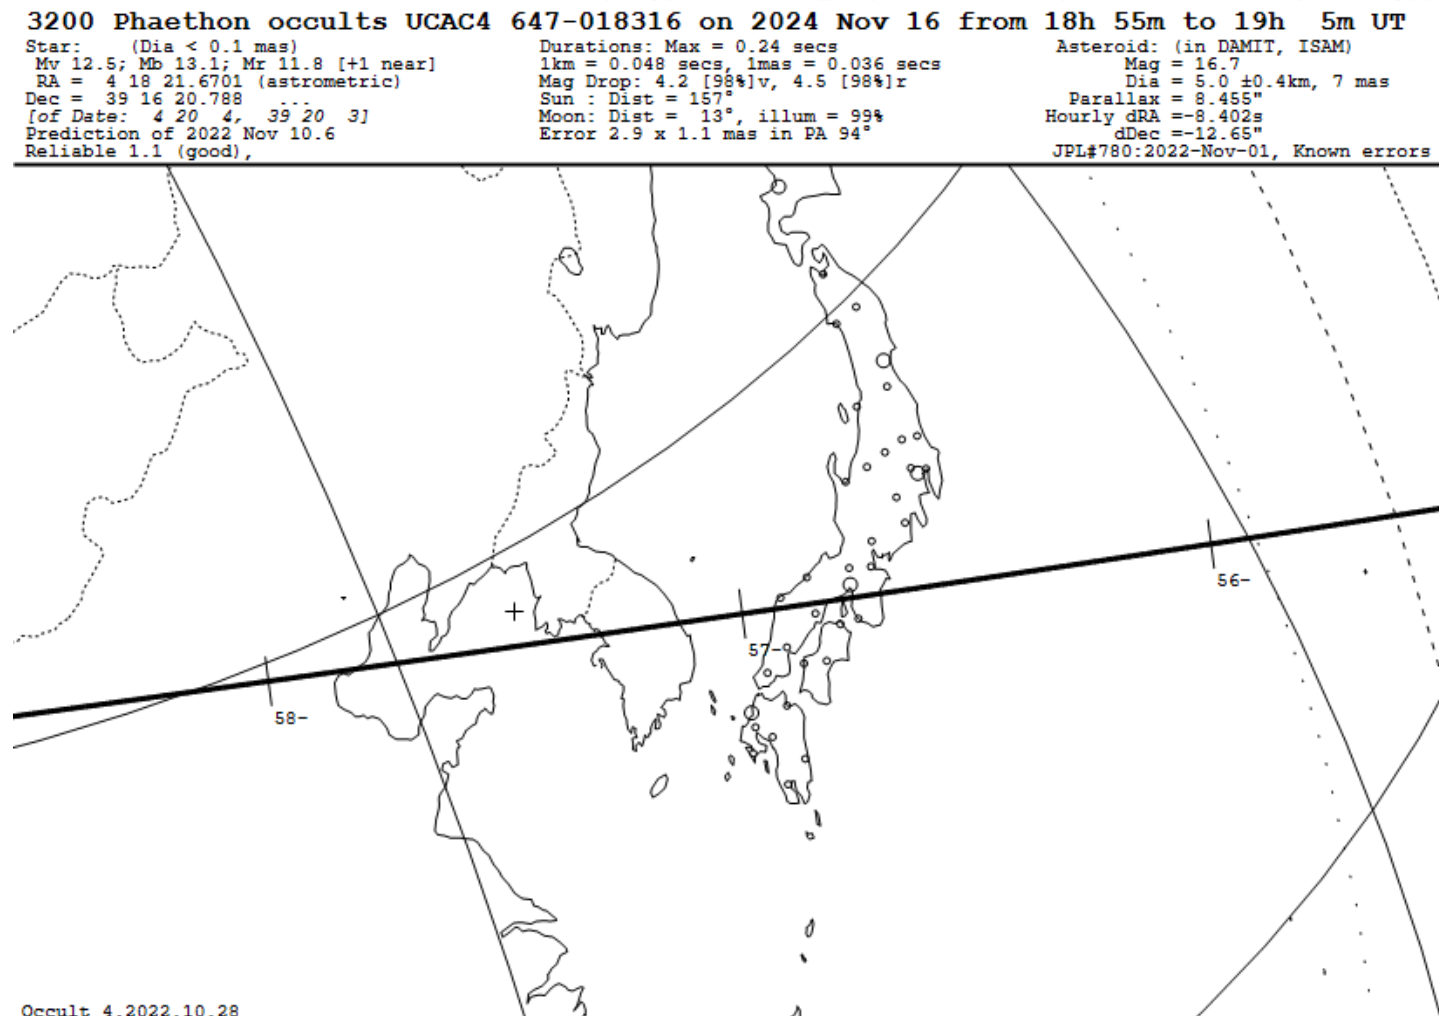 3200 Phaethon occults UCAC4 647-018316 on 2024 Nov 16 from 18h 55m to 19h  5m UT
Star:    (Dia < 0.1 mas)
Mv 12.5; Mb 13.1; Mr 11.8 [+1 near]
RA =  4 18 21.6701 (astrometric)
Dec =  39 16 20.788   ...
[of Date:  4 20  4,  39 20  3]
Prediction of 2022 Nov 10.6
Reliable 1.1 (good),
Durations: Max = 0.24 secs
1km = 0.048 secs, 1mas = 0.036 secs
Mag Drop: 4.2 [98%]v, 4.5 [98%]r
Sun : Dist = 157°
Moon: Dist =  13°, illum = 99%
Error 2.9 x 1.1 mas in PA 94°
Asteroid: (in DAMIT, ISAM)
Mag = 16.7
Dia = 5.0 ±0.4km, 7 mas
Parallax = 8.455"
Hourly dRA =-8.402s
dDec =-12.65"
JPL#780:2022-Nov-01, Known errors
56-
57-
58-
Occult 4.2022.10.28